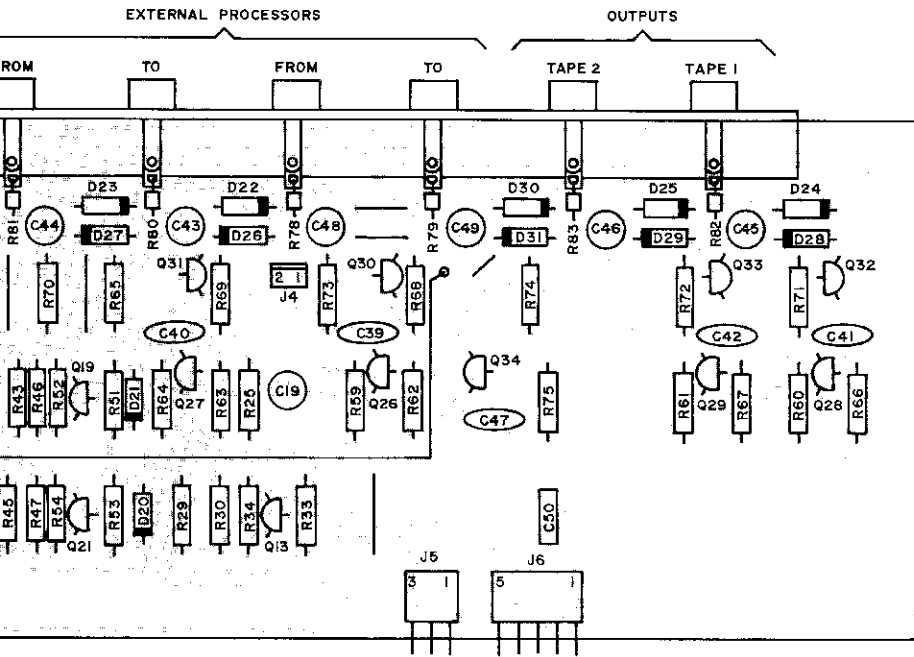 EXTERNAL PROCESSORS OUTPUTS
ROM TO FROM TO TAPE 2 TAPE 1
D23 D22 D30 D25 D24
R81 C44 D27 R80 C43 D26 R78 C48 R79 C49 D31 R83 C46 D29 R82 C45 D28
Q31 Q30 Q33 Q32
R70 R65 R69 2 1 R73 R68 R74 R72 R71
J4
C40 C39 C42 C41
Q19 Q34
R43 R46 R52 R51 D21 R64 Q27 R63 R25 C19 R59 Q26 R62 R75 R61 Q29 R67 R60 Q28 R66
C47
R45 R47 R54 R53 D20 R29 R30 R34 R33 C50
Q21 Q13
J5 J6
3 1 5 1